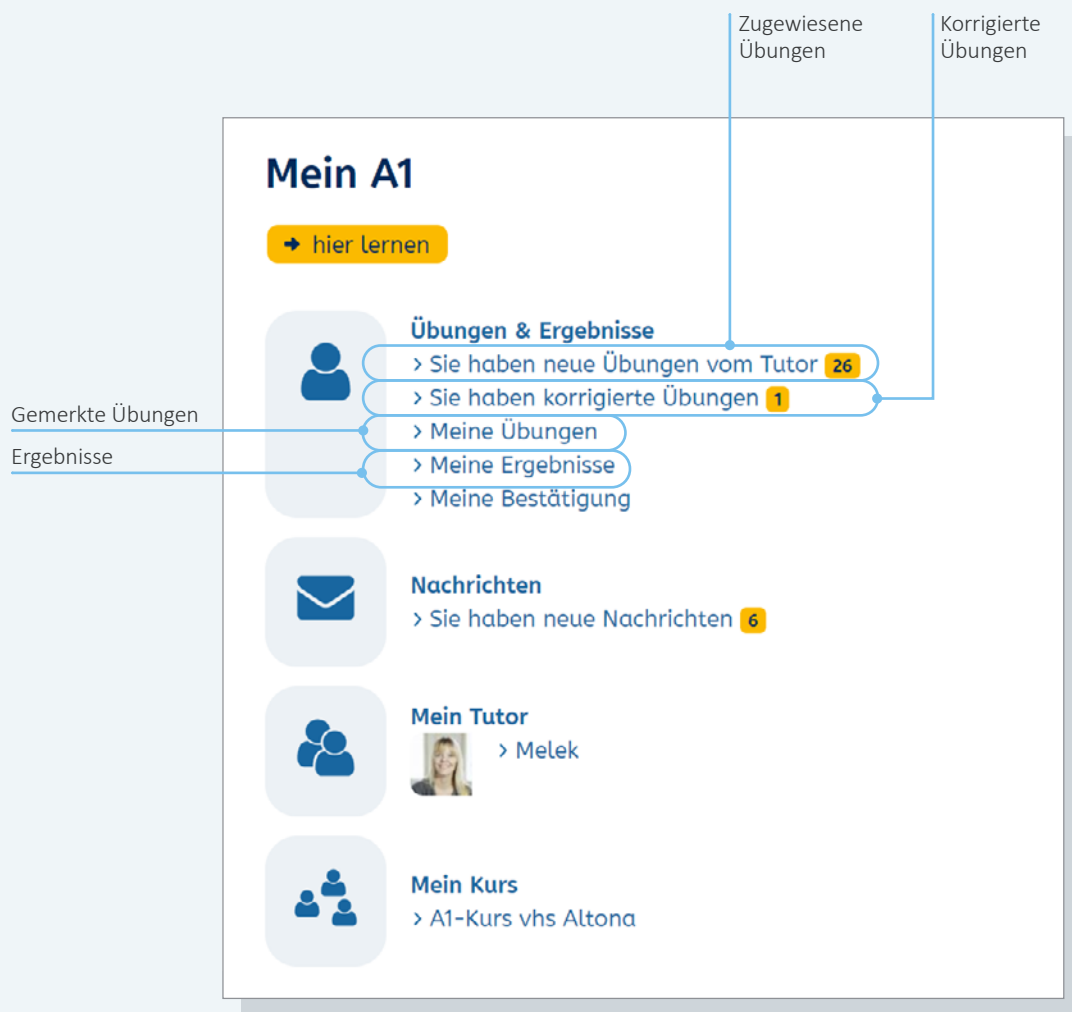 Zugewiesene
Übungen
Korrigierte
Übungen
Mein A1
hier lernen
Übungen & Ergebnisse
> Sie haben neue Übungen vom Tutor 26
> Sie haben korrigierte Übungen 1
Gemerkte Übungen
> Meine Übungen
Ergebnisse
> Meine Ergebnisse
> Meine Bestätigung
Nachrichten
> Sie haben neue Nachrichten 6
Mein Tutor
> Melek
Mein Kurs
> A1-Kurs vhs Altona